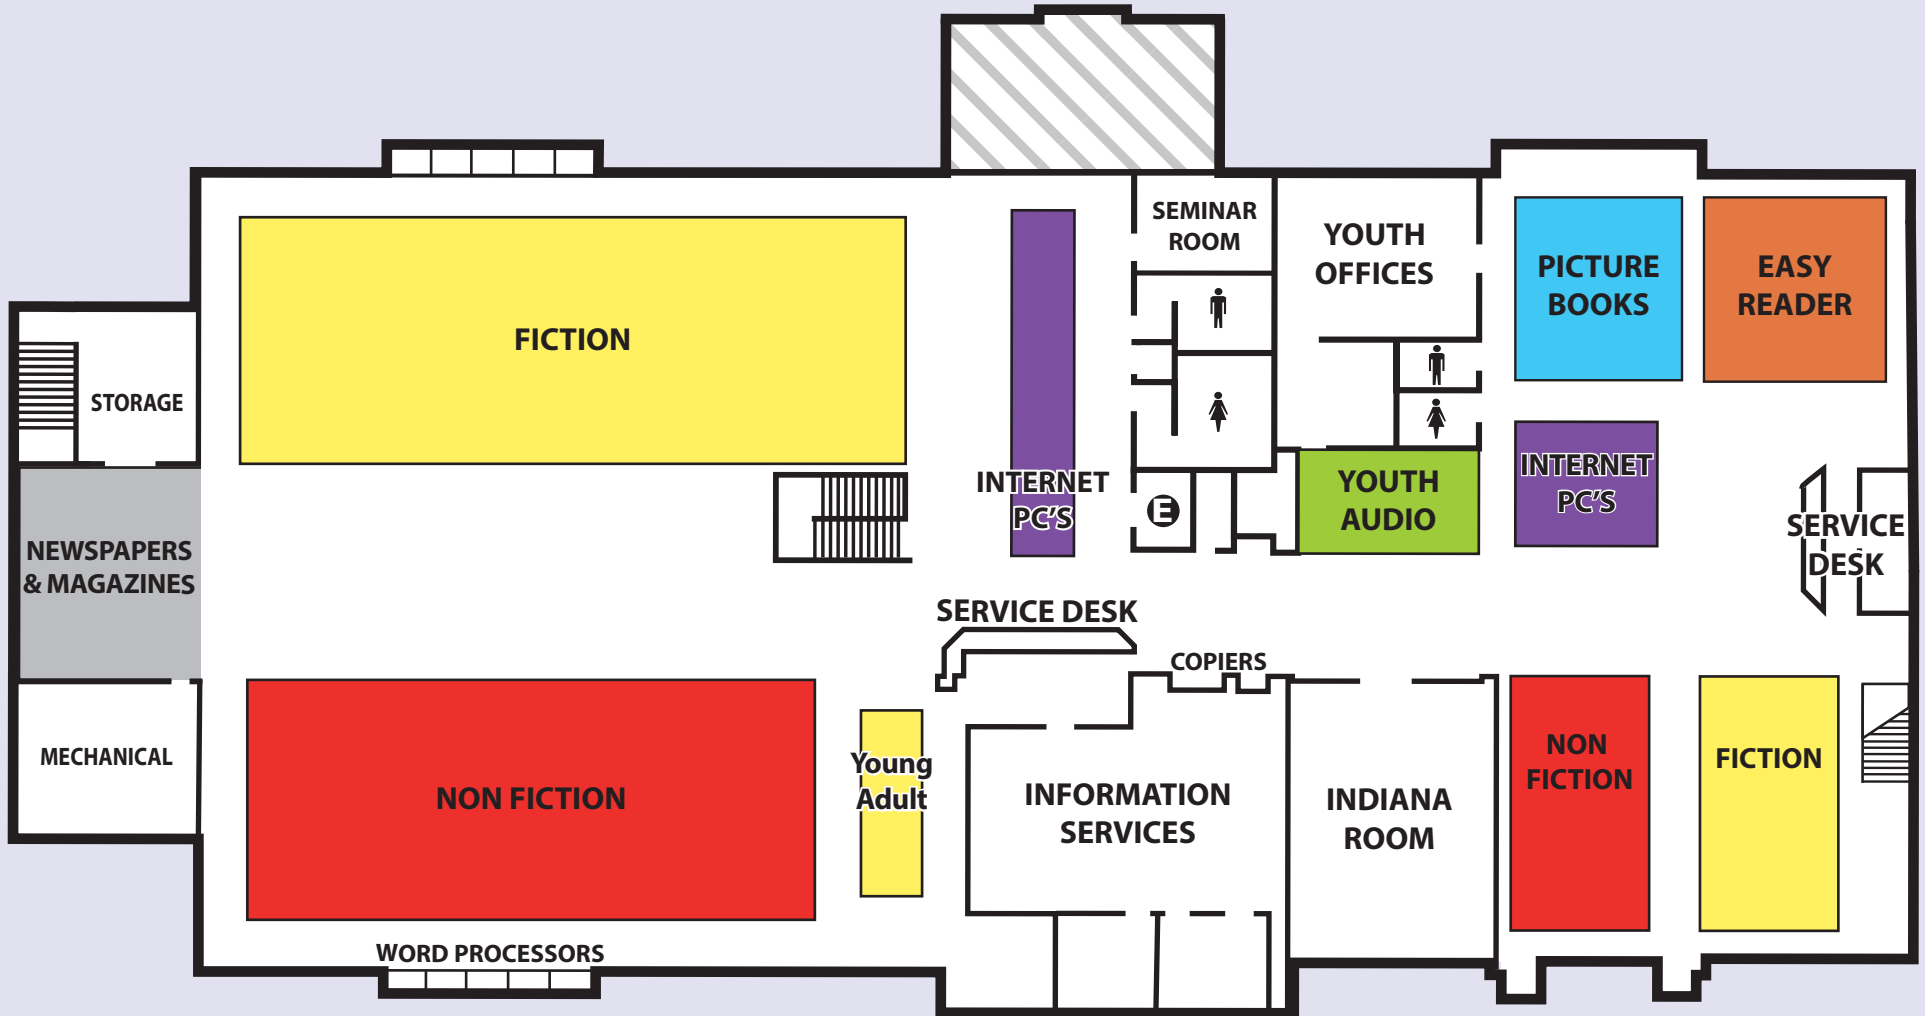 SEMINAR
ROOM
YOUTH
OFFICES
PICTURE
BOOKS
EASY
READER
FICTION
STORAGE
INTERNET
PC'S
E
YOUTH
AUDIO
INTERNET
PC'S
SERVICE
DESK
NEWSPAPERS
& MAGAZINES
SERVICE DESK
COPIERS
MECHANICAL
NON FICTION
Young
Adult
INFORMATION
SERVICES
INDIANA
ROOM
NON
FICTION
FICTION
WORD PROCESSORS